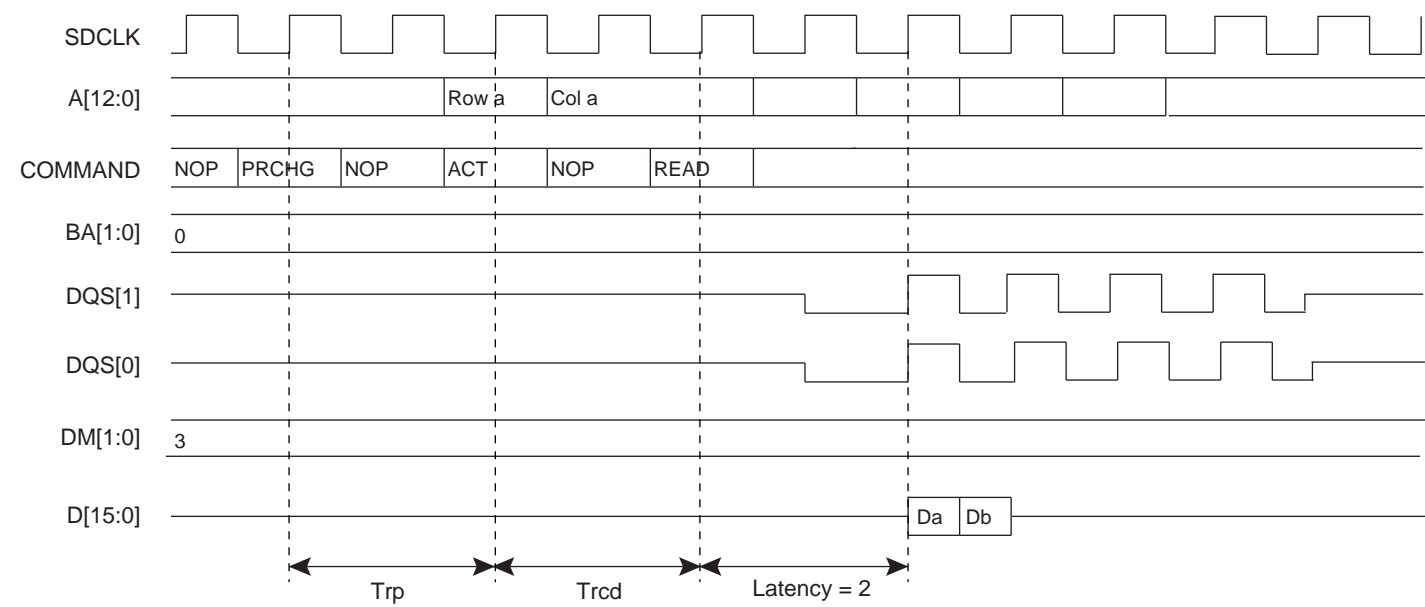 SDCLK
A[12:0] Row a Col a
COMMAND NOP PRCHG NOP ACT NOP READ
BA[1:0] 0
DQS[1]
DQS[0]
DM[1:0] 3
D[15:0] Da Db
Trp Trcd Latency = 2